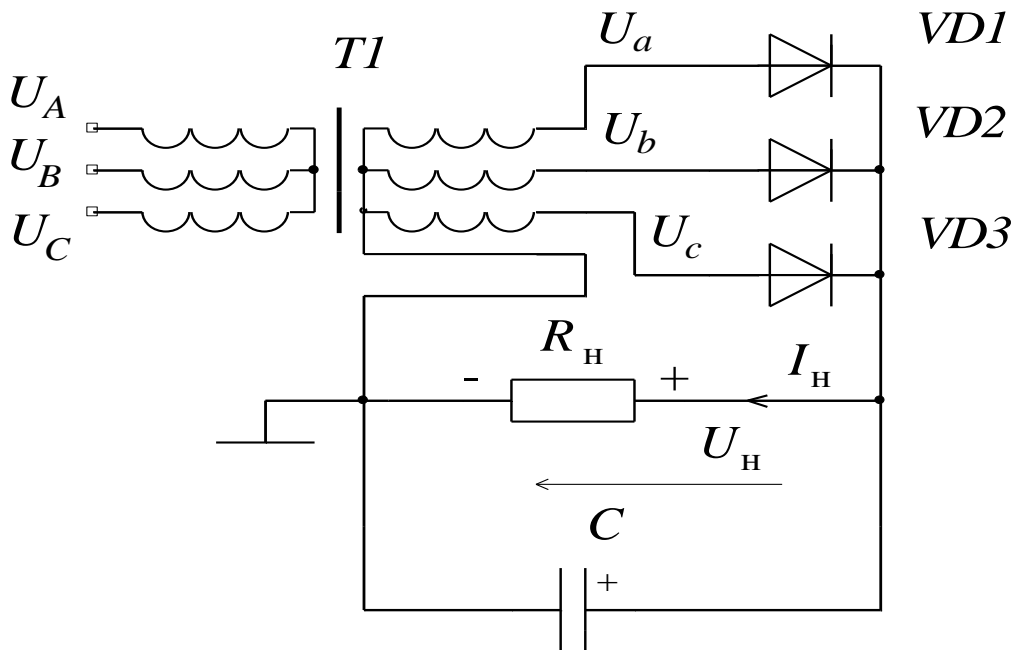 T1
U_a
VD1
U_A
U_b
VD2
U_B
U_C
U_c
VD3
R_н
I_н
- +
U_н
C
+